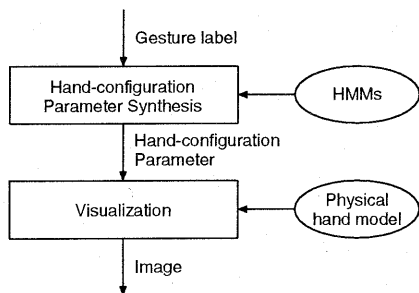 Gesture label
Hand-configuration
Parameter Synthesis
HMMs
Hand-configuration
Parameter
Visualization
Physical
hand model
Image